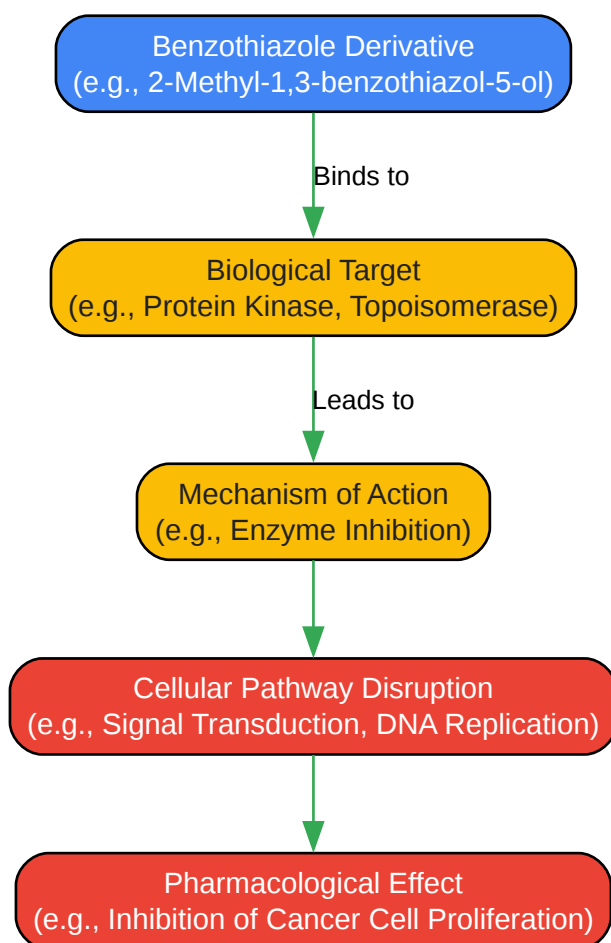 Benzothiazole Derivative
(e.g., 2-Methyl-1,3-benzothiazol-5-ol)
Binds to
Biological Target
(e.g., Protein Kinase, Topoisomerase)
Leads to
Mechanism of Action
(e.g., Enzyme Inhibition)
Cellular Pathway Disruption
(e.g., Signal Transduction, DNA Replication)
Pharmacological Effect
(e.g., Inhibition of Cancer Cell Proliferation)